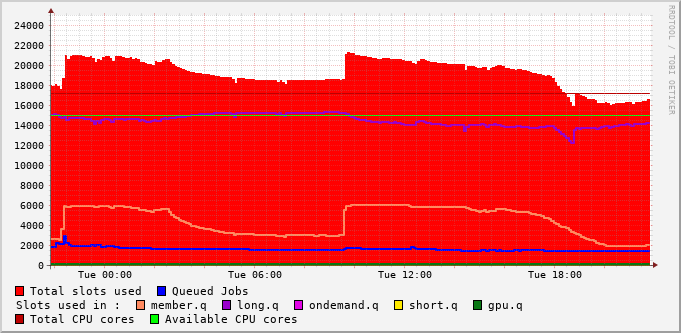 24000
22000
20000
18000
16000
14000
12000
10000
8000
6000
4000
2000
0
Tue 00:00 Tue 06:00 Tue 12:00 Tue 18:00
Total slots used Queued Jobs
Slots used in : member.q long.q ondemand.q short.q gpu.q
Total CPU cores Available CPU cores
RRDTOOL / TOBI OETIKER